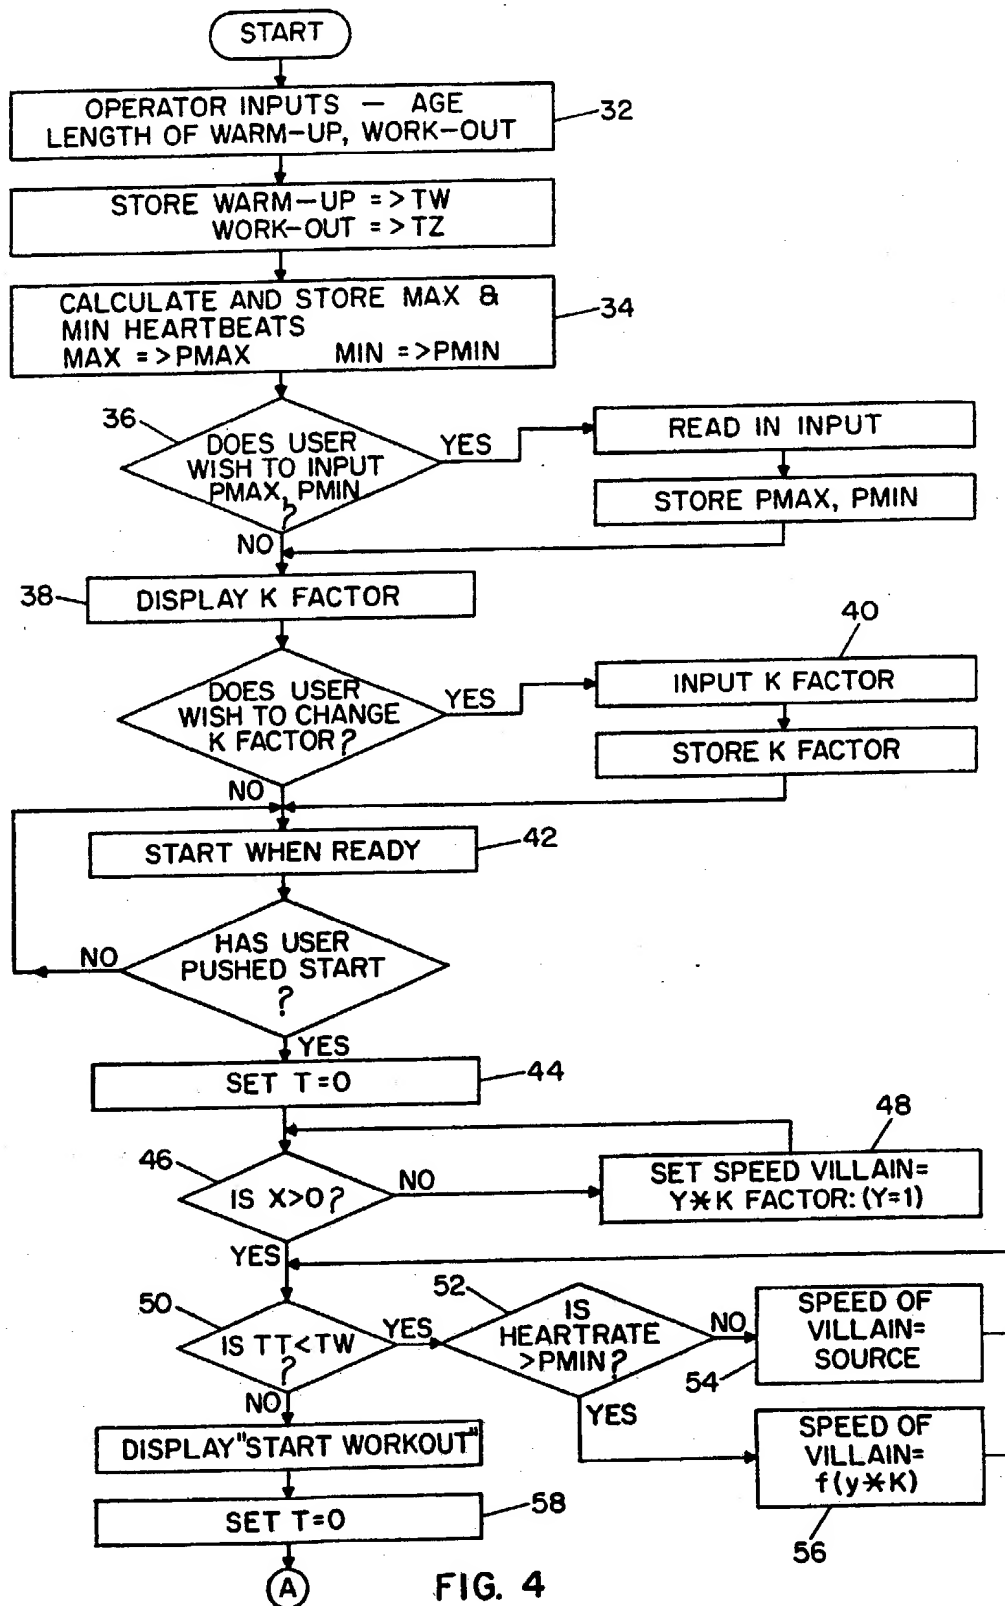 START
OPERATOR INPUTS — AGE
LENGTH OF WARM-UP, WORK-OUT
32
STORE WARM-UP =>TW
WORK-OUT =>TZ
CALCULATE AND STORE MAX &
MIN HEARTBEATS
MAX =>PMAX MIN =>PMIN
34
36
DOES USER
WISH TO INPUT
PMAX, PMIN
?
YES
READ IN INPUT
STORE PMAX, PMIN
NO
38
DISPLAY K FACTOR
40
DOES USER
WISH TO CHANGE
K FACTOR?
YES
INPUT K FACTOR
STORE K FACTOR
NO
START WHEN READY
42
HAS USER
PUSHED START
?
NO
YES
SET T=0
44
46
IS X>0?
NO
48
SET SPEED VILLAIN=
Y*K FACTOR:(Y=1)
YES
50
IS TT<TW
?
YES
52
IS
HEARTRATE
>PMIN?
NO
SPEED OF
VILLAIN=
SOURCE
54
NO
YES
SPEED OF
VILLAIN=
f(y*K)
56
DISPLAY"START WORKOUT"
SET T=0
58
A
FIG. 4